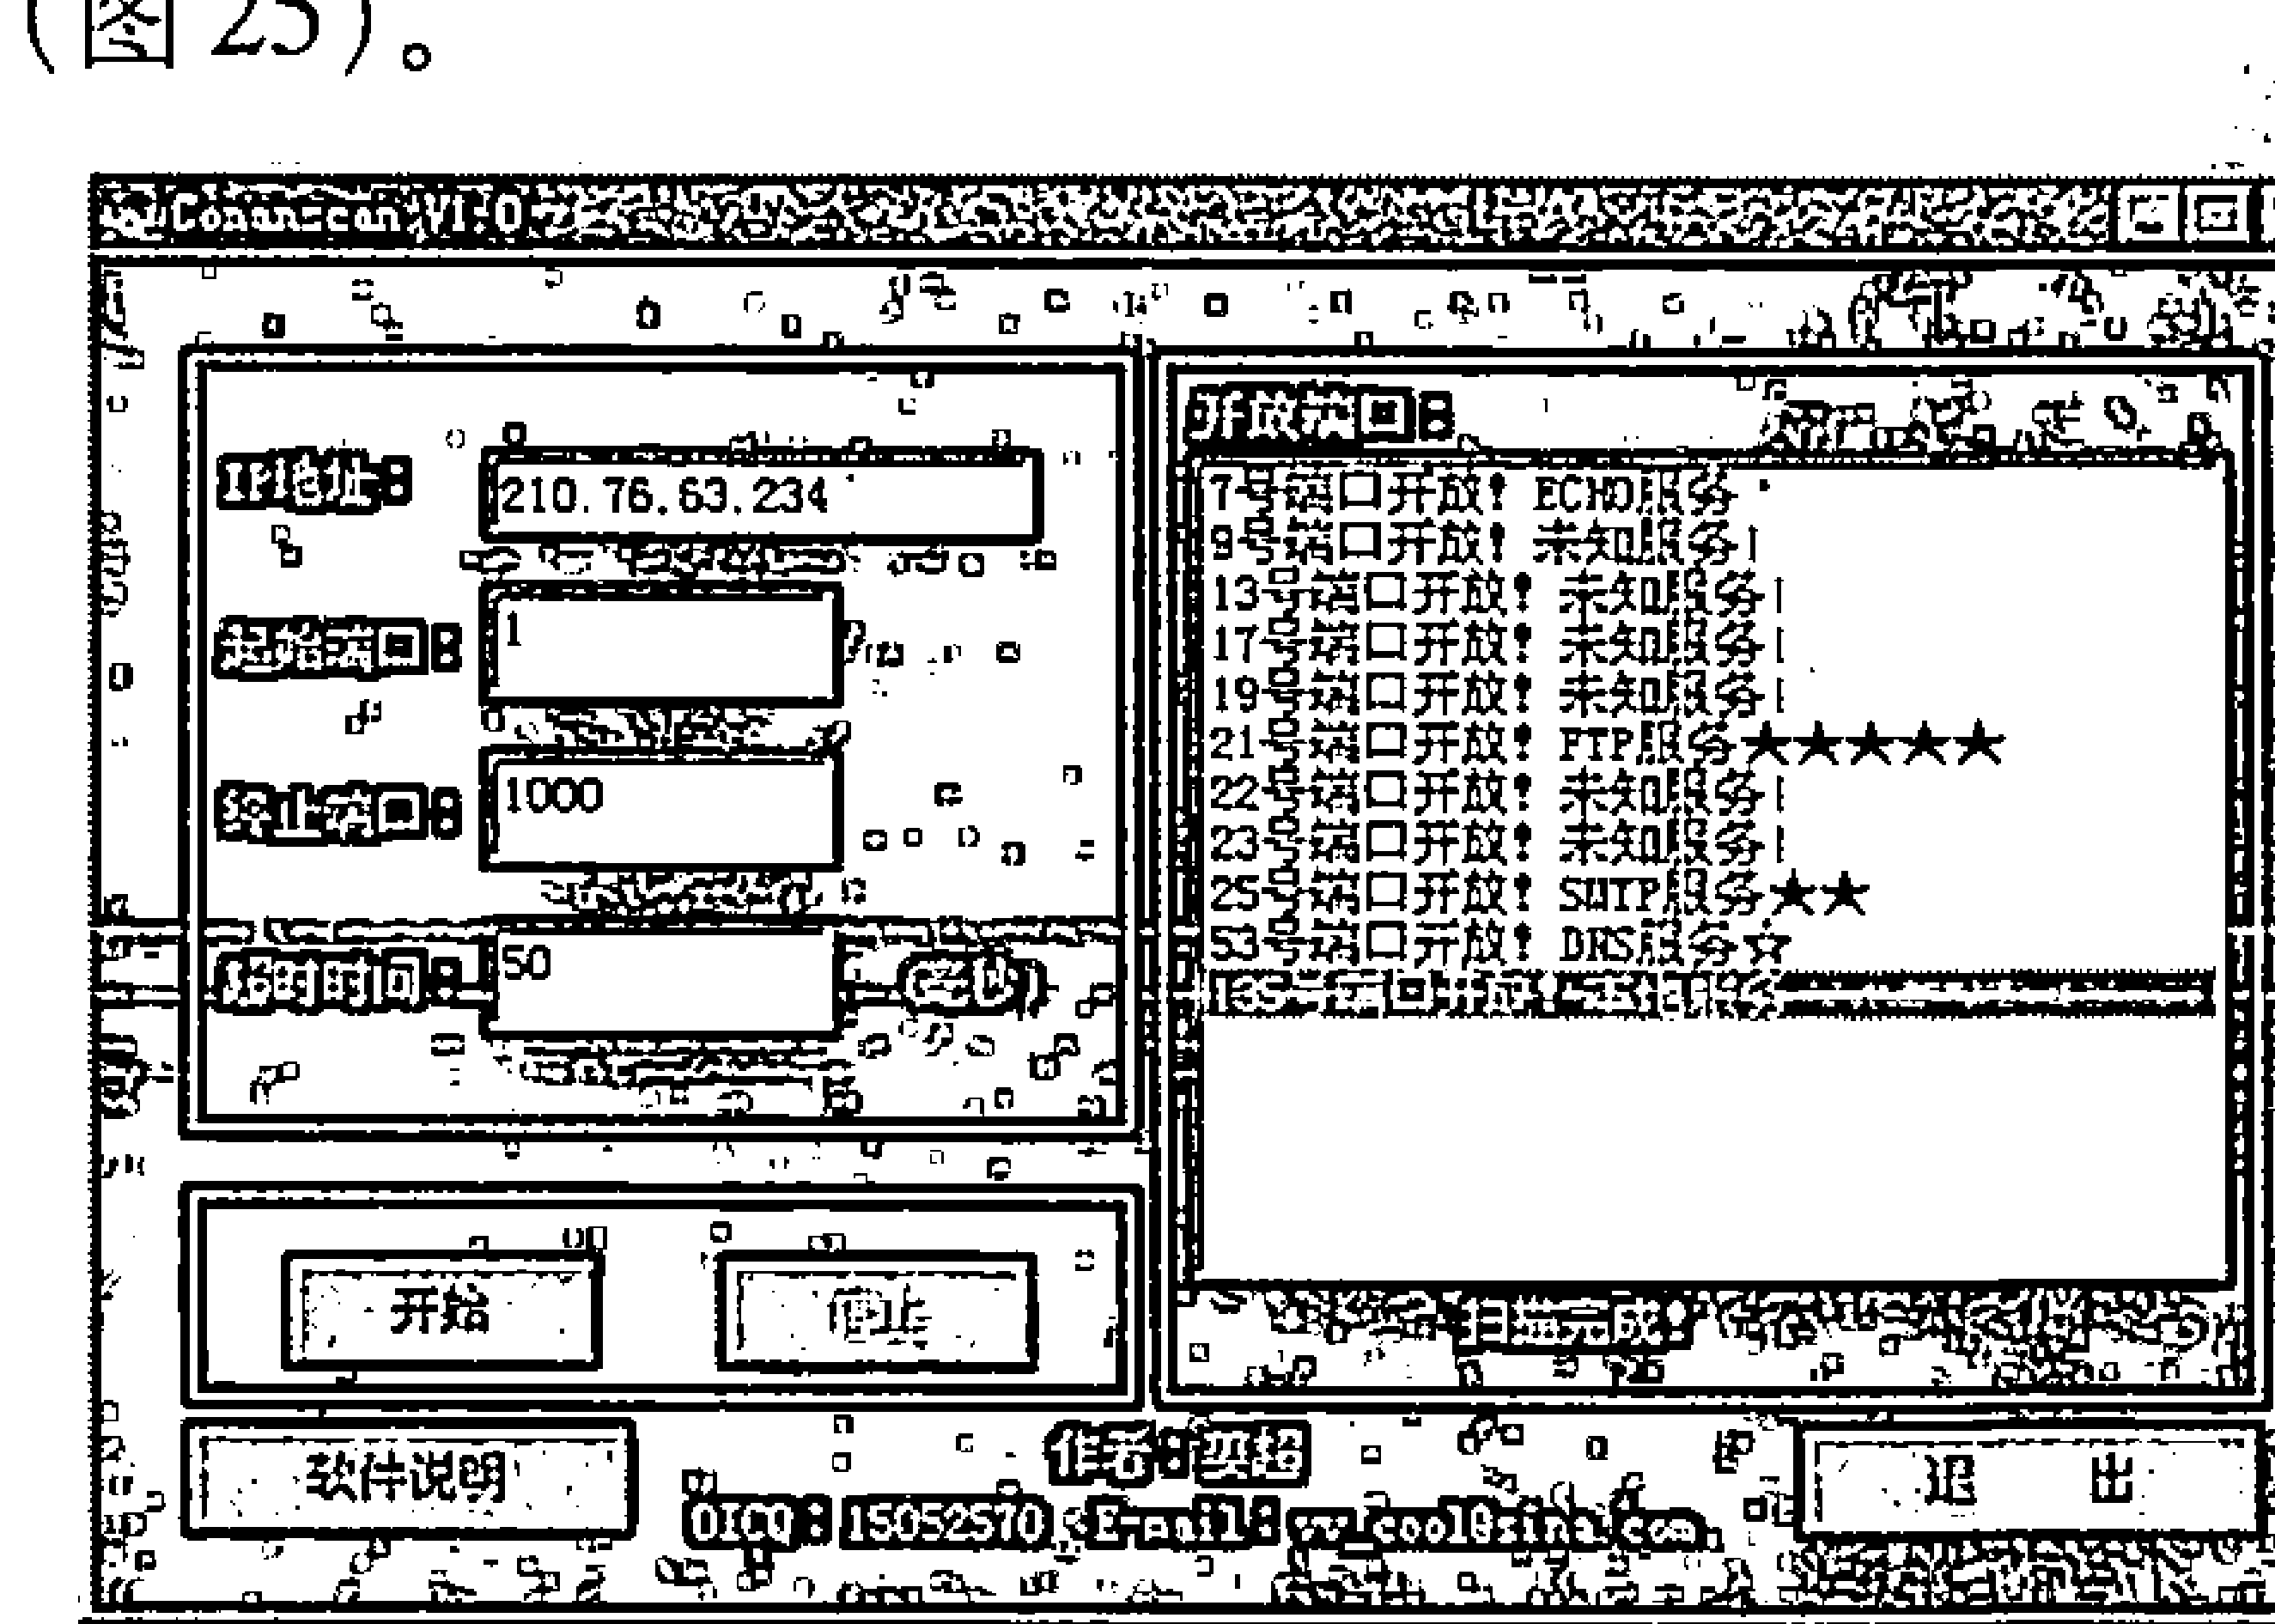 (图 25)。
Conanscan V1.0
IP地址：
210.76.63.234
起始端口：
1
终止端口：
1000
50
开始
停止
软件说明
开放端口：
7号端口开放! ECHO服务
9号端口开放! 未知服务!
13号端口开放! 未知服务!
17号端口开放! 未知服务!
19号端口开放! 未知服务!
21号端口开放! FTP服务★★★★★
22号端口开放! 未知服务!
23号端口开放! 未知服务!
25号端口开放! SMTP服务★★
53号端口开放! DNS服务☆
扫描完成!
OICQ：15052570
退 出